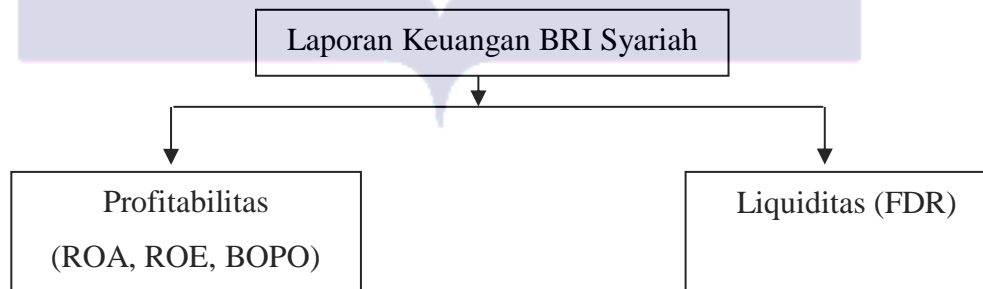 Laporan Keuangan BRI Syariah
Profitabilitas
(ROA, ROE, BOPO)
Liquiditas (FDR)